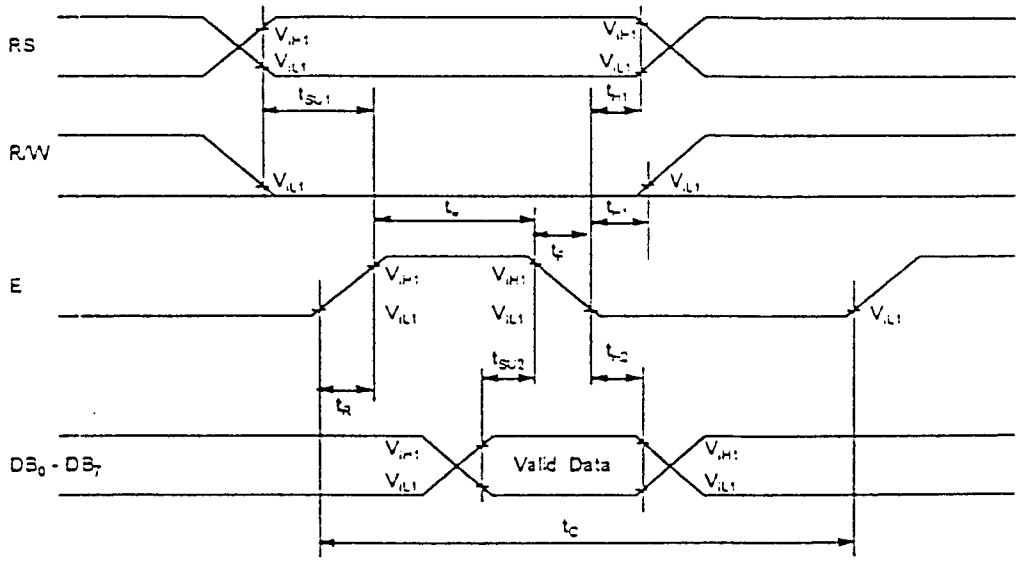 RS
V_IH1
V_IH1
V_IL1
V_IL1
t_SU1
t_H1
R/W
V_IL1
V_IL1
t_w
t_H1
t_F
E
V_IH1
V_IH1
V_IL1
V_IL1
V_IL1
t_SU2
t_H2
t_R
DB0 - DB7
V_IH1
Valid Data
V_IH1
V_IL1
V_IL1
t_C